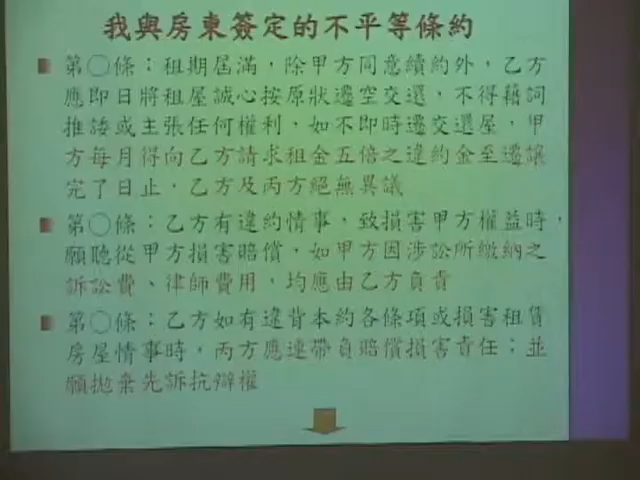 我與房東簽定的不平等條約
第○條：租期屆滿，除甲方同意續約外，乙方
應即日將租屋誠心按原狀遷空交還，不得藉詞
推諉或主張任何權利，如不即時遷交還屋，甲
方每月得向乙方請求租金五倍之違約金至遷讓
完了日止，乙方及丙方絕無異議
第○條：乙方有違約情事，致損害甲方權益時，
願聽從甲方損害賠償，如甲方因涉訟所繳納之
訴訟費、律師費用，均應由乙方負責
第○條：乙方如有違背本約各條項或損害租賃
房屋情事時，丙方應連帶負賠償損害責任；並
願拋棄先訴抗辯權